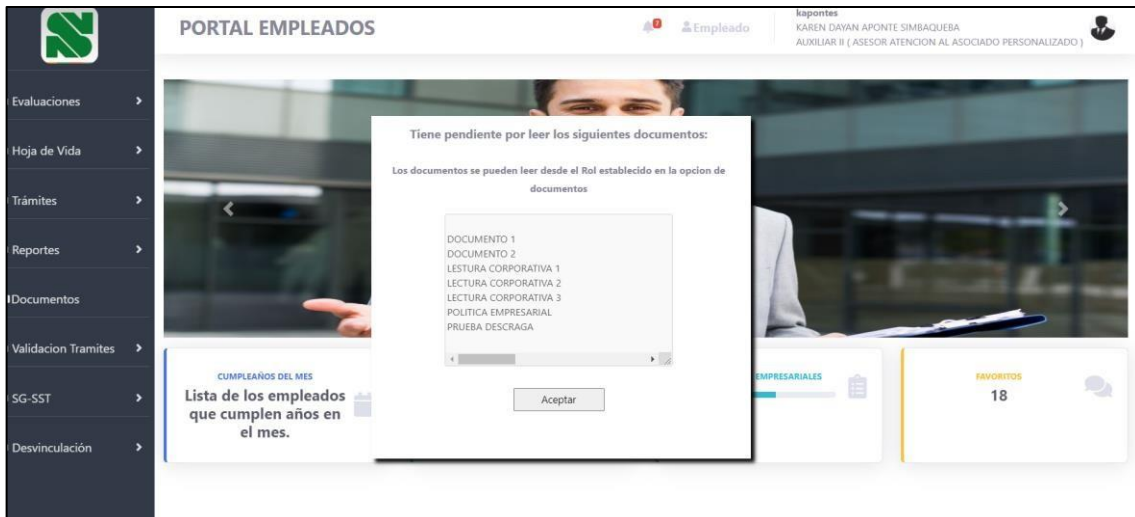 PORTAL EMPLEADOS
Empleado
kapontes
KAREN DAYAN APONTE SIMBAQUEBA
AUXILIAR II ( ASESOR ATENCION AL ASOCIADO PERSONALIZADO )
Evaluaciones
Hoja de Vida
Trámites
Reportes
Documentos
Validacion Tramites
SG-SST
Desvinculación
Tiene pendiente por leer los siguientes documentos:
Los documentos se pueden leer desde el Rol establecido en la opcion de
documentos
DOCUMENTO 1
DOCUMENTO 2
LESTURA CORPORATIVA 1
LECTURA CORPORATIVA 2
LECTURA CORPORATIVA 3
POLITICA EMPRESARIAL
PRUEBA DESCRAGA
Aceptar
CUMPLEAÑOS DEL MES
Lista de los empleados
que cumplen años en
el mes.
EMPRESARIALES
FAVORITOS
18